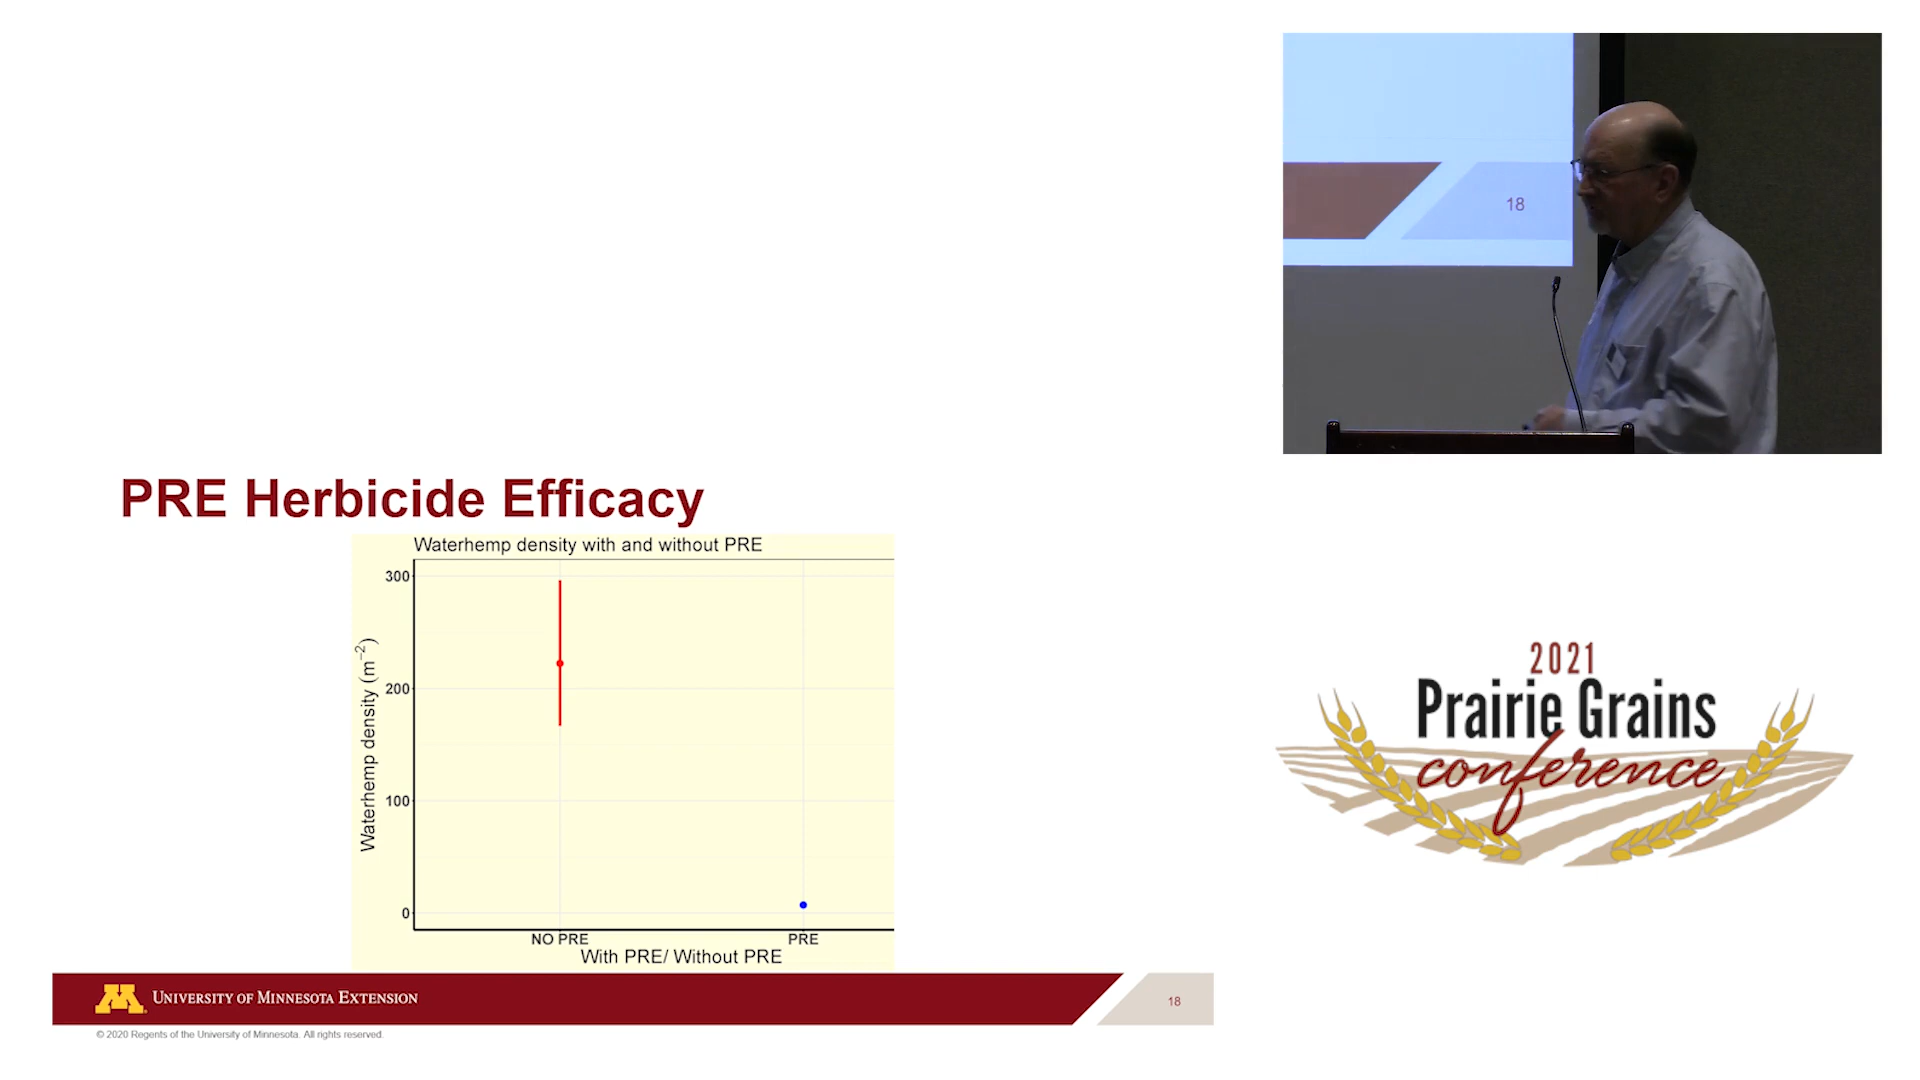 18
PRE Herbicide Efficacy
Waterhemp density with and without PRE
300
200
100
0
Waterhemp density (m⁻²)
NO PRE
PRE
With PRE/ Without PRE
UNIVERSITY OF MINNESOTA EXTENSION
18
© 2020 Regents of the University of Minnesota. All rights reserved.
2021
Prairie Grains
conference